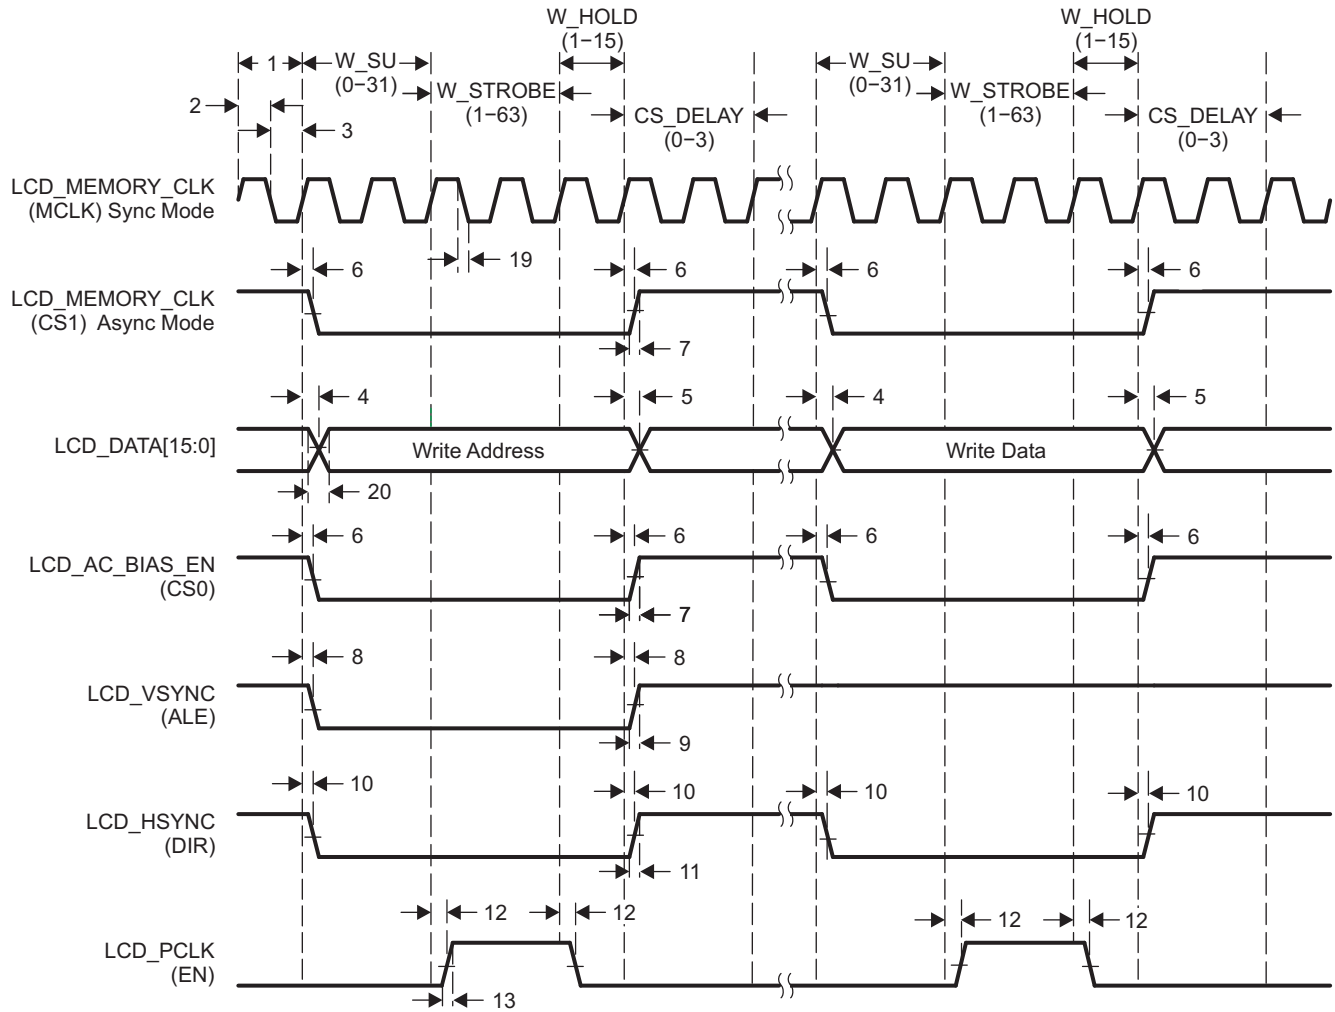 W_HOLD
(1−15)
W_HOLD
(1−15)
1
W_SU
(0−31)
W_SU
(0−31)
2
3
W_STROBE
(1−63)
CS_DELAY
(0−3)
W_STROBE
(1−63)
CS_DELAY
(0−3)
LCD_MEMORY_CLK
(MCLK) Sync Mode
19
6
6
6
6
LCD_MEMORY_CLK
(CS1) Async Mode
7
4
5
4
5
LCD_DATA[15:0]
Write Address
Write Data
20
6
6
6
6
LCD_AC_BIAS_EN
(CS0)
7
8
8
LCD_VSYNC
(ALE)
9
10
10
10
10
LCD_HSYNC
(DIR)
11
12
12
12
12
LCD_PCLK
(EN)
13